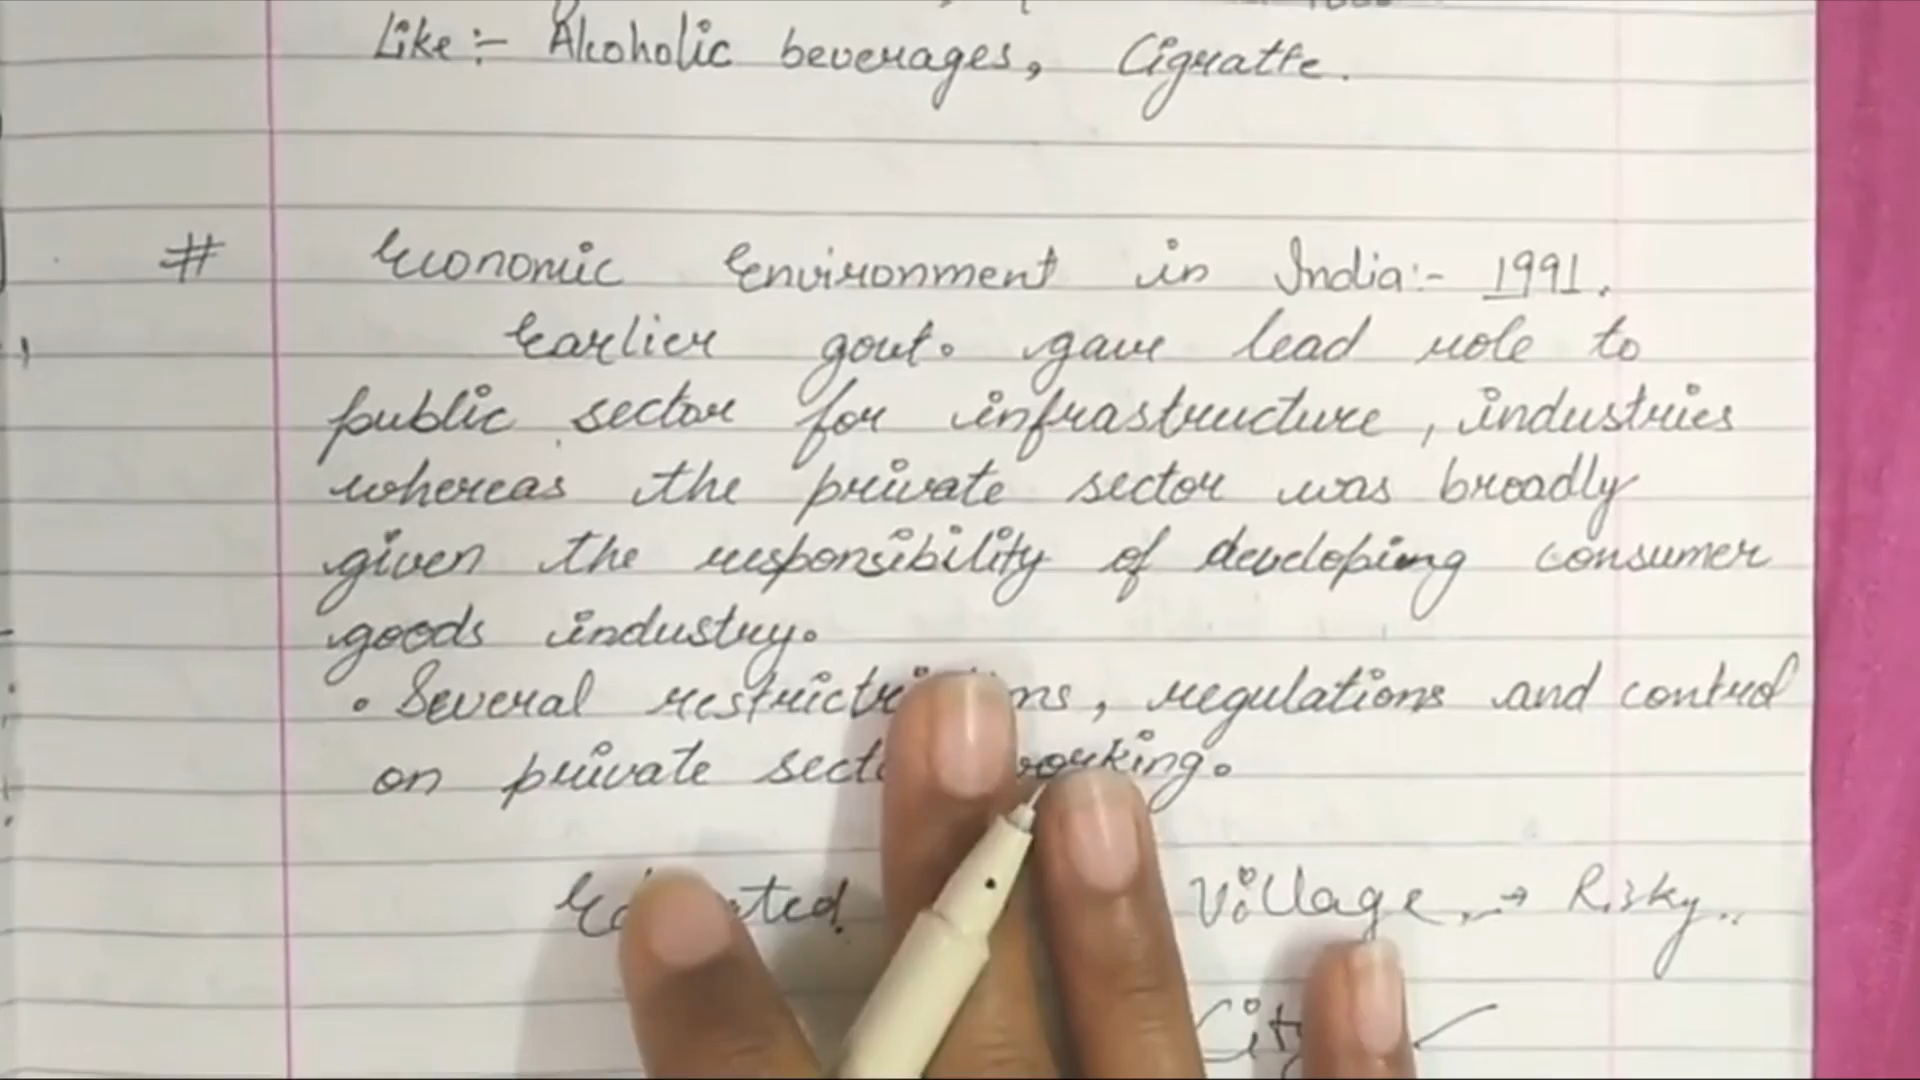 Like :- Alcoholic beverages, Cigratte.
# Economic Environment in India :- 1991.
Earlier govt. gave lead role to
public sector for infrastructure, industries
whereas the private sector was broadly
given the responsibility of developing consumer
goods industry.
• Several , regulations and control
on private working.
Village → Risky..
City